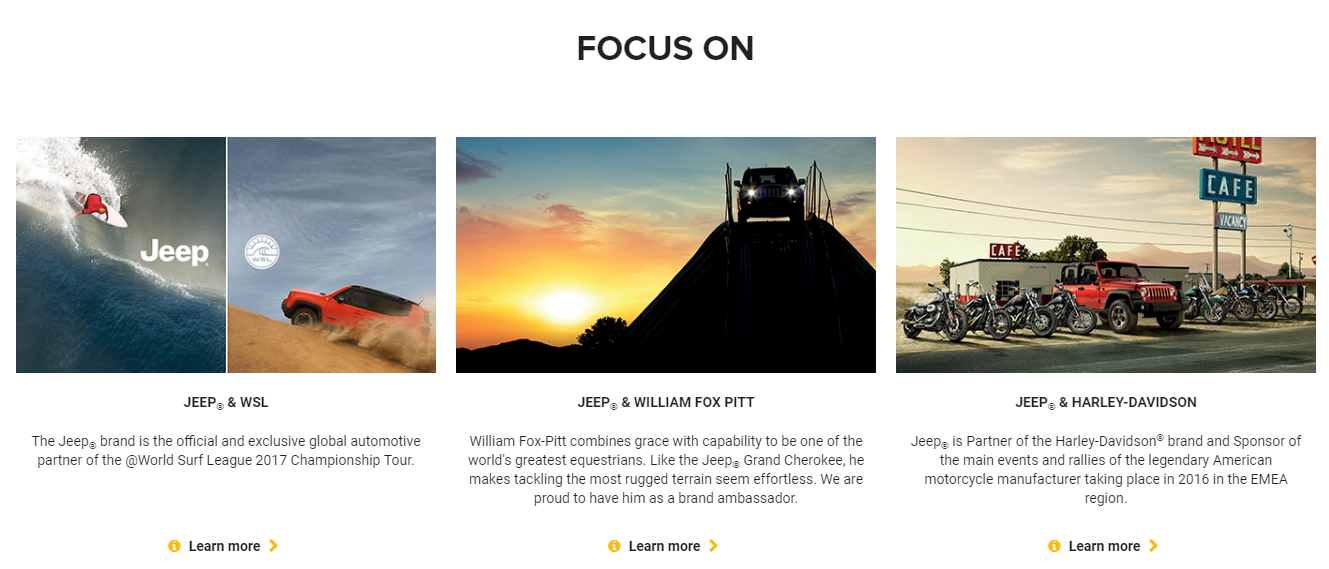 FOCUS ON
Jeep
WSL
CAFE
CAFE
VACANCY
JEEP® & WSL
The Jeep® brand is the official and exclusive global automotive
partner of the @World Surf League 2017 Championship Tour.
Learn more
JEEP® & WILLIAM FOX PITT
William Fox-Pitt combines grace with capability to be one of the
world's greatest equestrians. Like the Jeep® Grand Cherokee, he
makes tackling the most rugged terrain seem effortless. We are
proud to have him as a brand ambassador.
Learn more
JEEP® & HARLEY-DAVIDSON
Jeep® is Partner of the Harley-Davidson® brand and Sponsor of
the main events and rallies of the legendary American
motorcycle manufacturer taking place in 2016 in the EMEA
region.
Learn more